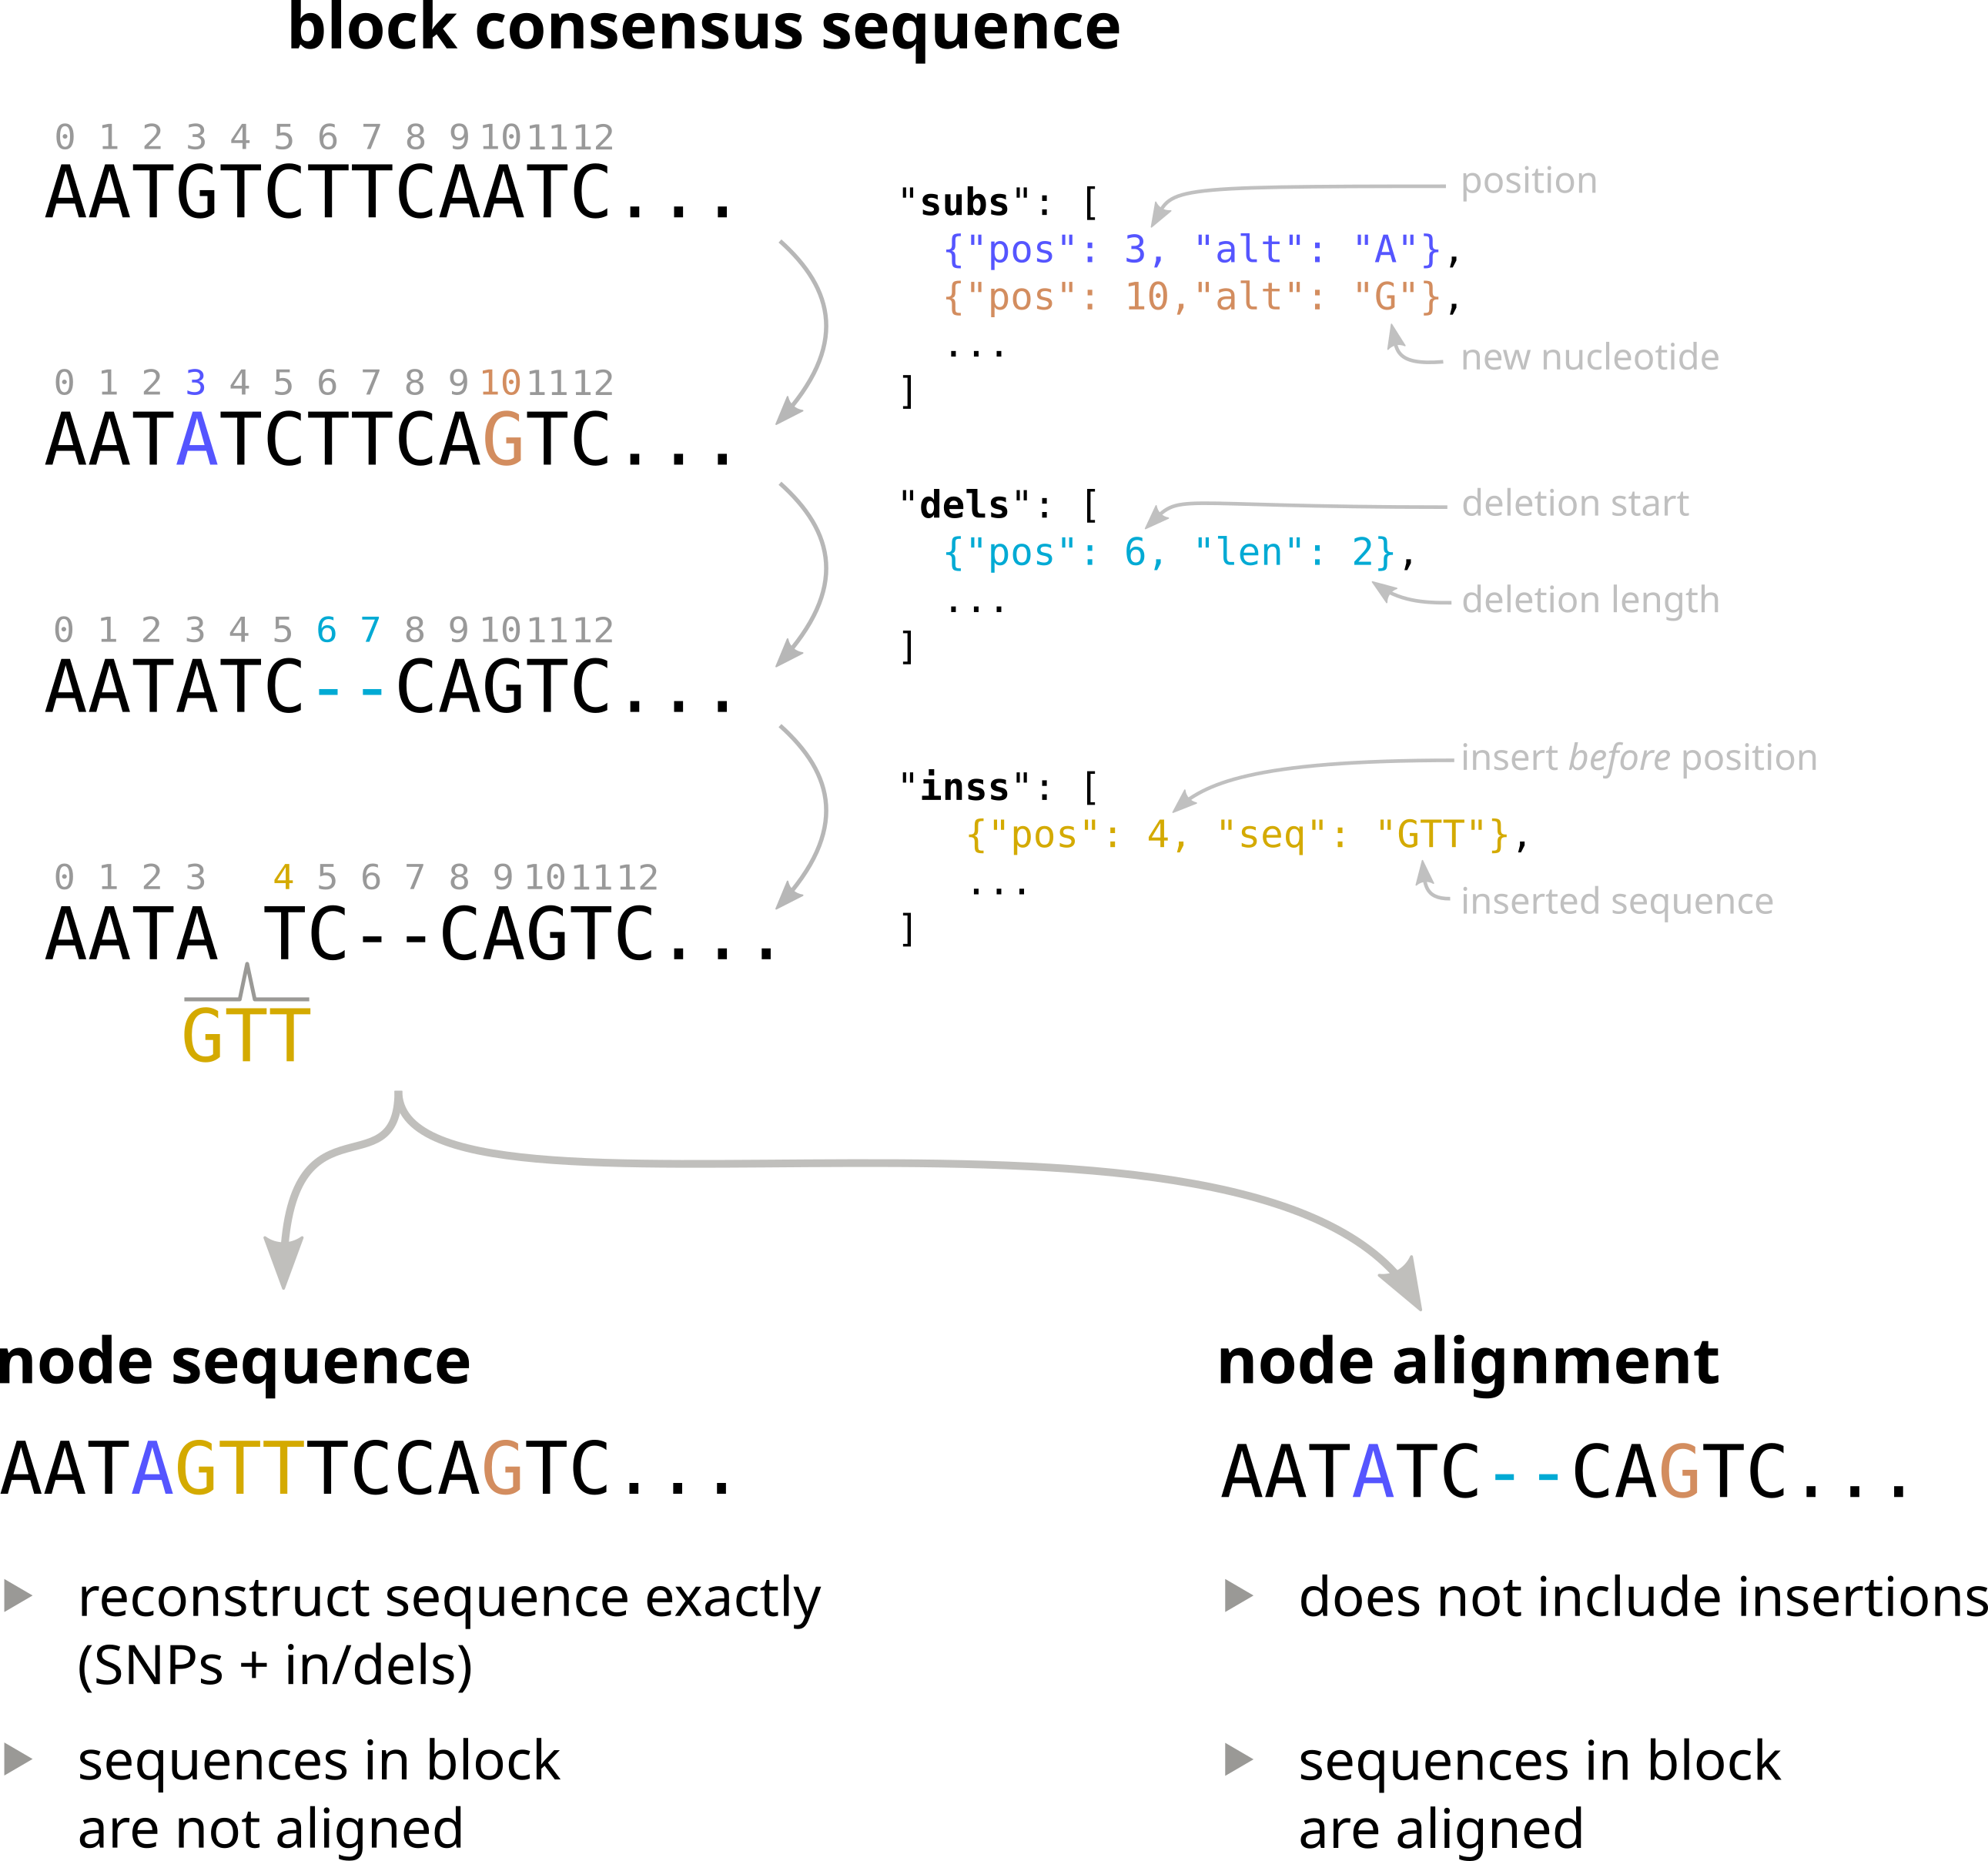 block consensus sequence
0 1 2 3 4 5 6 7 8 9 10 11 12
AATGTCTTCAATC...
"subs": [
{"pos": 3, "alt": "A"},
{"pos": 10,"alt": "G"},
...
]
position
new nucleotide
0 1 2 3 4 5 6 7 8 9 10 11 12
AATATCTTCAGTC...
"dels": [
{"pos": 6, "len": 2},
...
]
deletion start
deletion length
0 1 2 3 4 5 6 7 8 9 10 11 12
AATATC--CAGTC...
"inss": [
{"pos": 4, "seq": "GTT"},
...
]
insert before position
inserted sequence
0 1 2 3 4 5 6 7 8 9 10 11 12
AATA TC--CAGTC...
GTT
node sequence
AATAGTTTCCAGTC...
reconstruct sequence exactly
(SNPs + in/dels)
sequences in block
are not aligned
node alignment
AATATC--CAGTC...
does not include insertions
sequences in block
are aligned